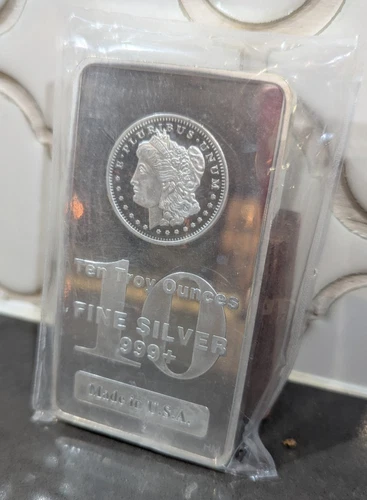 E·PLURIBUS·UNUM
10
Ten Troy Ounces
FINE SILVER
999+
Made in U.S.A.